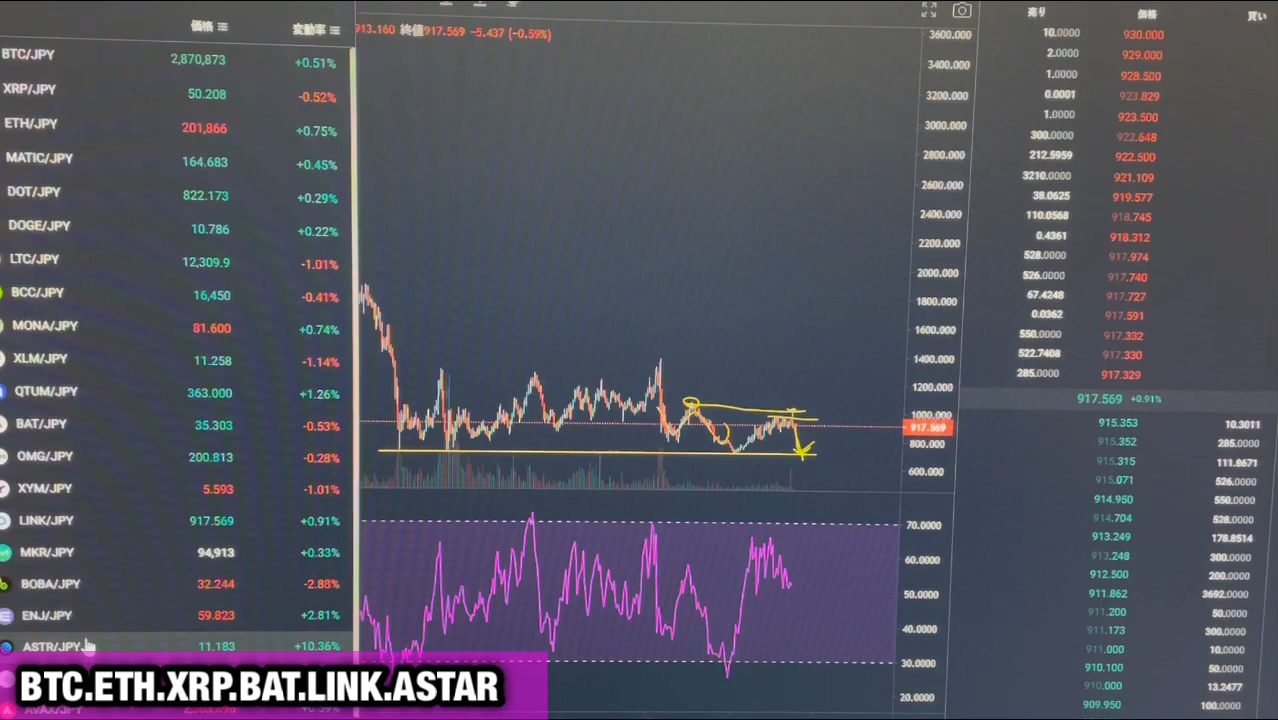 価格 変動率
BTC/JPY 2,870,873 +0.51%
XRP/JPY 50.208 -0.52%
ETH/JPY 201,866 +0.75%
MATIC/JPY 164.683 +0.45%
DOT/JPY 822.173 +0.29%
DOGE/JPY 10.786 +0.22%
LTC/JPY 12,309.9 -1.01%
BCC/JPY 16,450 -0.41%
MONA/JPY 81.600 +0.74%
XLM/JPY 11.258 -1.14%
QTUM/JPY 363.000 +1.26%
BAT/JPY 35.303 -0.53%
OMG/JPY 200.813 -0.28%
XYM/JPY 5.593 -1.01%
LINK/JPY 917.569 +0.91%
MKR/JPY 94,913 +0.33%
BOBA/JPY 32.244 -2.88%
ENJ/JPY 59.823 +2.81%
ASTR/JPY 11.183 +10.36%
BTC.ETH.XRP.BAT.LINK.ASTAR
913.160 終値917.569 -5.437 (-0.59%)
3600.000
3400.000
3200.000
3000.000
2800.000
2600.000
2400.000
2200.000
2000.000
1800.000
1600.000
1400.000
1200.000
1000.000
917.569
800.000
600.000
70.0000
60.0000
50.0000
40.0000
30.0000
20.0000
売り 価格 買い
10.0000 930.000
2.0000 929.000
1.0000 928.500
0.0001 923.829
1.0000 923.500
300.0000 922.648
212.5959 922.500
3210.0000 921.109
38.0625 919.577
110.0568 918.745
0.4361 918.312
528.0000 917.974
526.0000 917.740
67.4248 917.727
0.0362 917.591
550.0000 917.332
522.7408 917.330
285.0000 917.329
917.569 +0.91%
915.353 10.3011
915.352 285.0000
915.315 111.8671
915.071 526.0000
914.950 550.0000
914.704 528.0000
913.249 178.8514
913.248 300.0000
912.500 200.0000
911.862 3692.0000
911.200 50.0000
911.173 300.0000
911.000 10.0000
910.100 50.0000
910.000 13.2477
909.950 100.0000